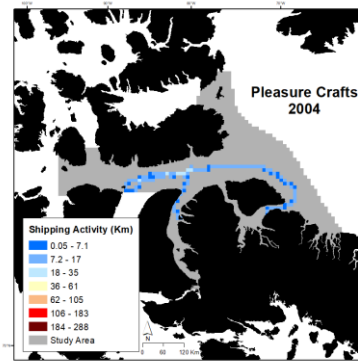 Pleasure Crafts
2004
Shipping Activity (Km)
0.05 - 7.1
7.2 - 17
18 - 35
36 - 61
62 - 105
106 - 183
184 - 288
Study Area
N
0 60 120 Km